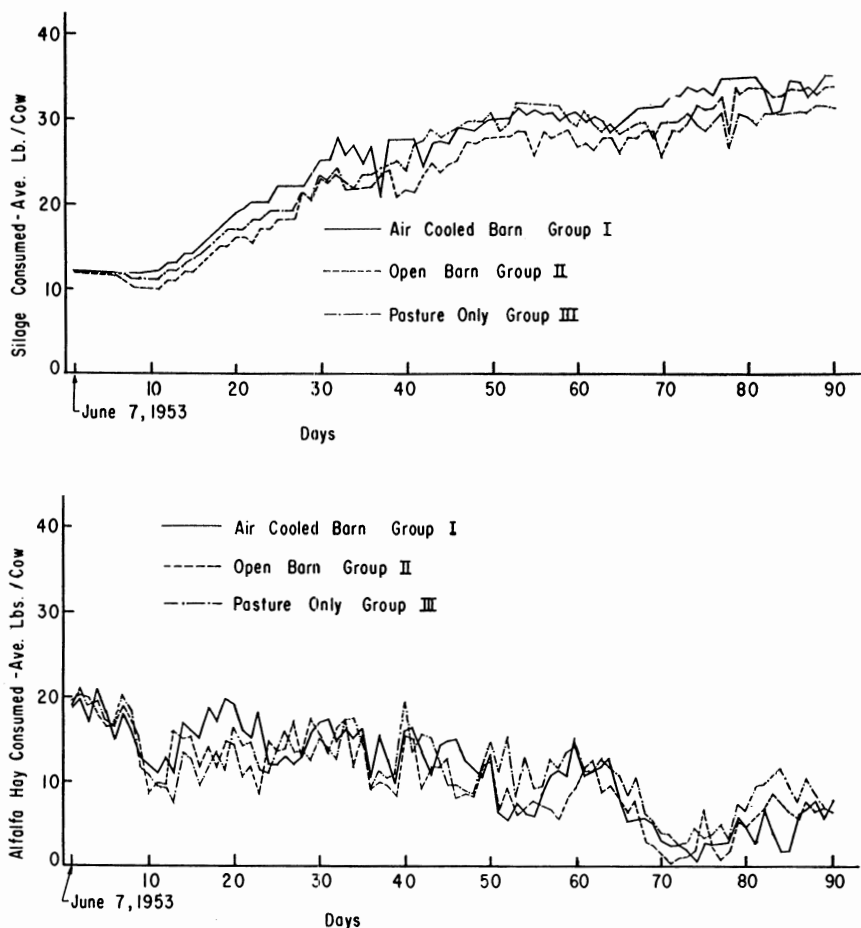 40
30
20
10
0
Silage Consumed - Ave. Lb./Cow
Air Cooled Barn Group I
Open Barn Group II
Pasture Only Group III
10 20 30 40 50 60 70 80 90
June 7, 1953
Days
40
30
20
10
0
Alfalfa Hay Consumed - Ave. Lbs./Cow
Air Cooled Barn Group I
Open Barn Group II
Pasture Only Group III
10 20 30 40 50 60 70 80 90
June 7, 1953
Days